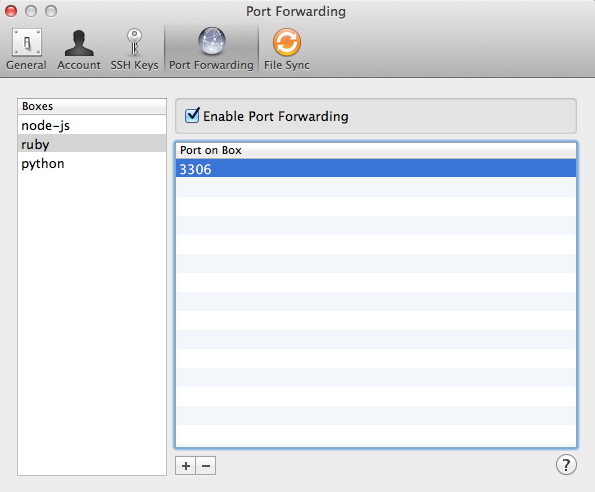 Port Forwarding
General Account SSH Keys Port Forwarding File Sync
Boxes
node-js
ruby
python
Enable Port Forwarding
Port on Box
3306
+ −
?